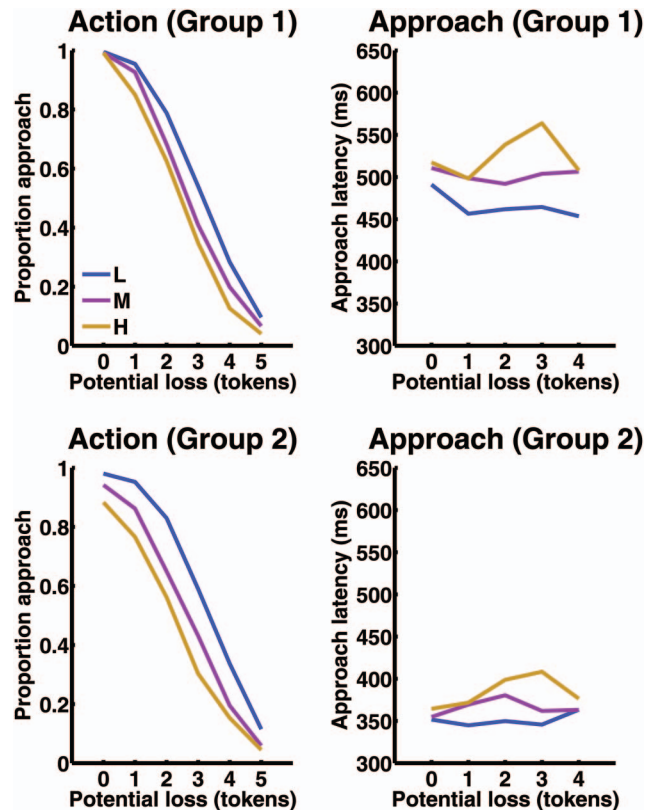 Action (Group 1)
Proportion approach
1
0.8
0.6
0.4
0.2
0
L
M
H
0 1 2 3 4 5
Potential loss (tokens)
Approach (Group 1)
Approach latency (ms)
650
600
550
500
450
400
350
300
0 1 2 3 4
Potential loss (tokens)
Action (Group 2)
Proportion approach
1
0.8
0.6
0.4
0.2
0
0 1 2 3 4 5
Potential loss (tokens)
Approach (Group 2)
Approach latency (ms)
650
600
550
500
450
400
350
300
0 1 2 3 4
Potential loss (tokens)